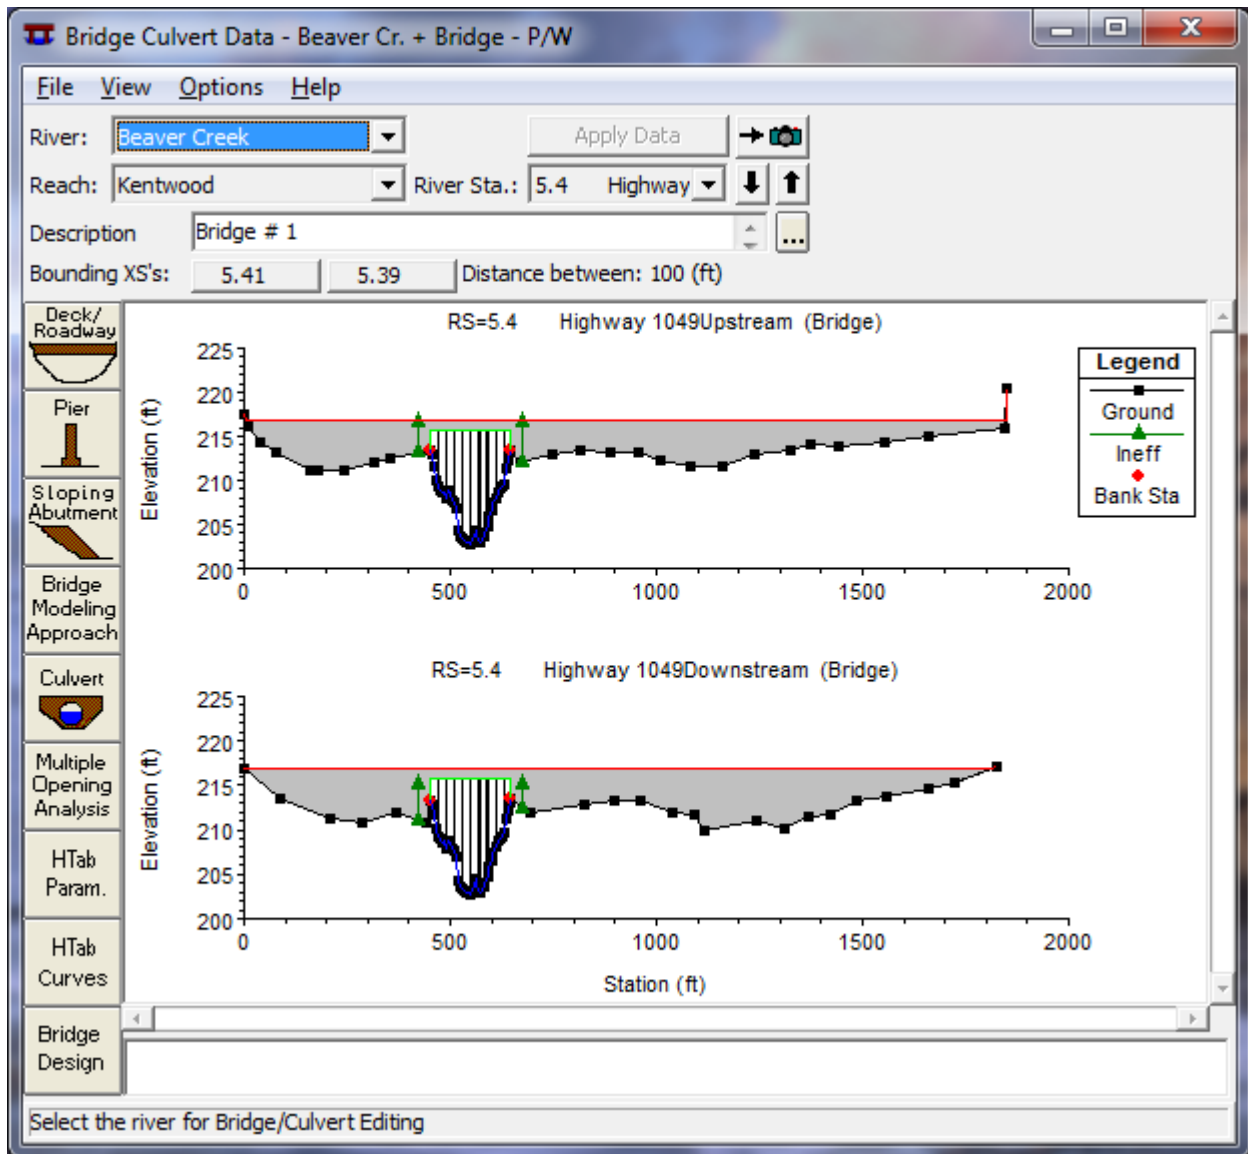 Bridge Culvert Data - Beaver Cr. + Bridge - P/W
File View Options Help
River: Beaver Creek Apply Data
Reach: Kentwood River Sta.: 5.4 Highway
Description Bridge # 1 ...
Bounding XS's: 5.41 5.39 Distance between: 100 (ft)
Deck/
Roadway
Pier
Sloping
Abutment
Bridge
Modeling
Approach
Culvert
Multiple
Opening
Analysis
HTab
Param.
HTab
Curves
Bridge
Design
RS=5.4 Highway 1049Upstream (Bridge)
Elevation (ft)
225
220
215
210
205
200
0 500 1000 1500 2000
Legend
Ground
Ineff
Bank Sta
RS=5.4 Highway 1049Downstream (Bridge)
Elevation (ft)
225
220
215
210
205
200
0 500 1000 1500 2000
Station (ft)
Select the river for Bridge/Culvert Editing